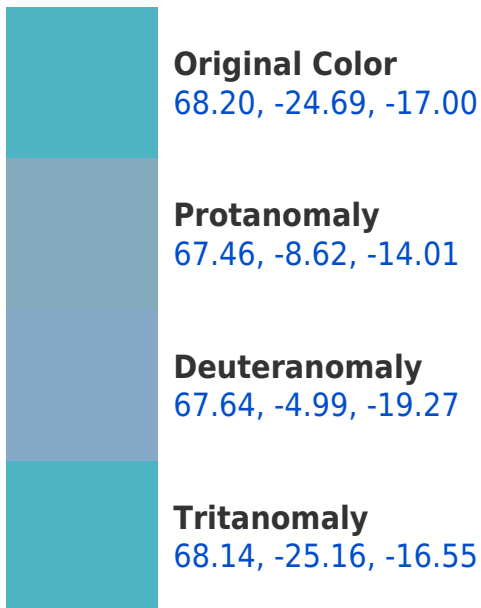 Original Color
68.20, -24.69, -17.00
Protanomaly
67.46, -8.62, -14.01
Deuteranomaly
67.64, -4.99, -19.27
Tritanomaly
68.14, -25.16, -16.55